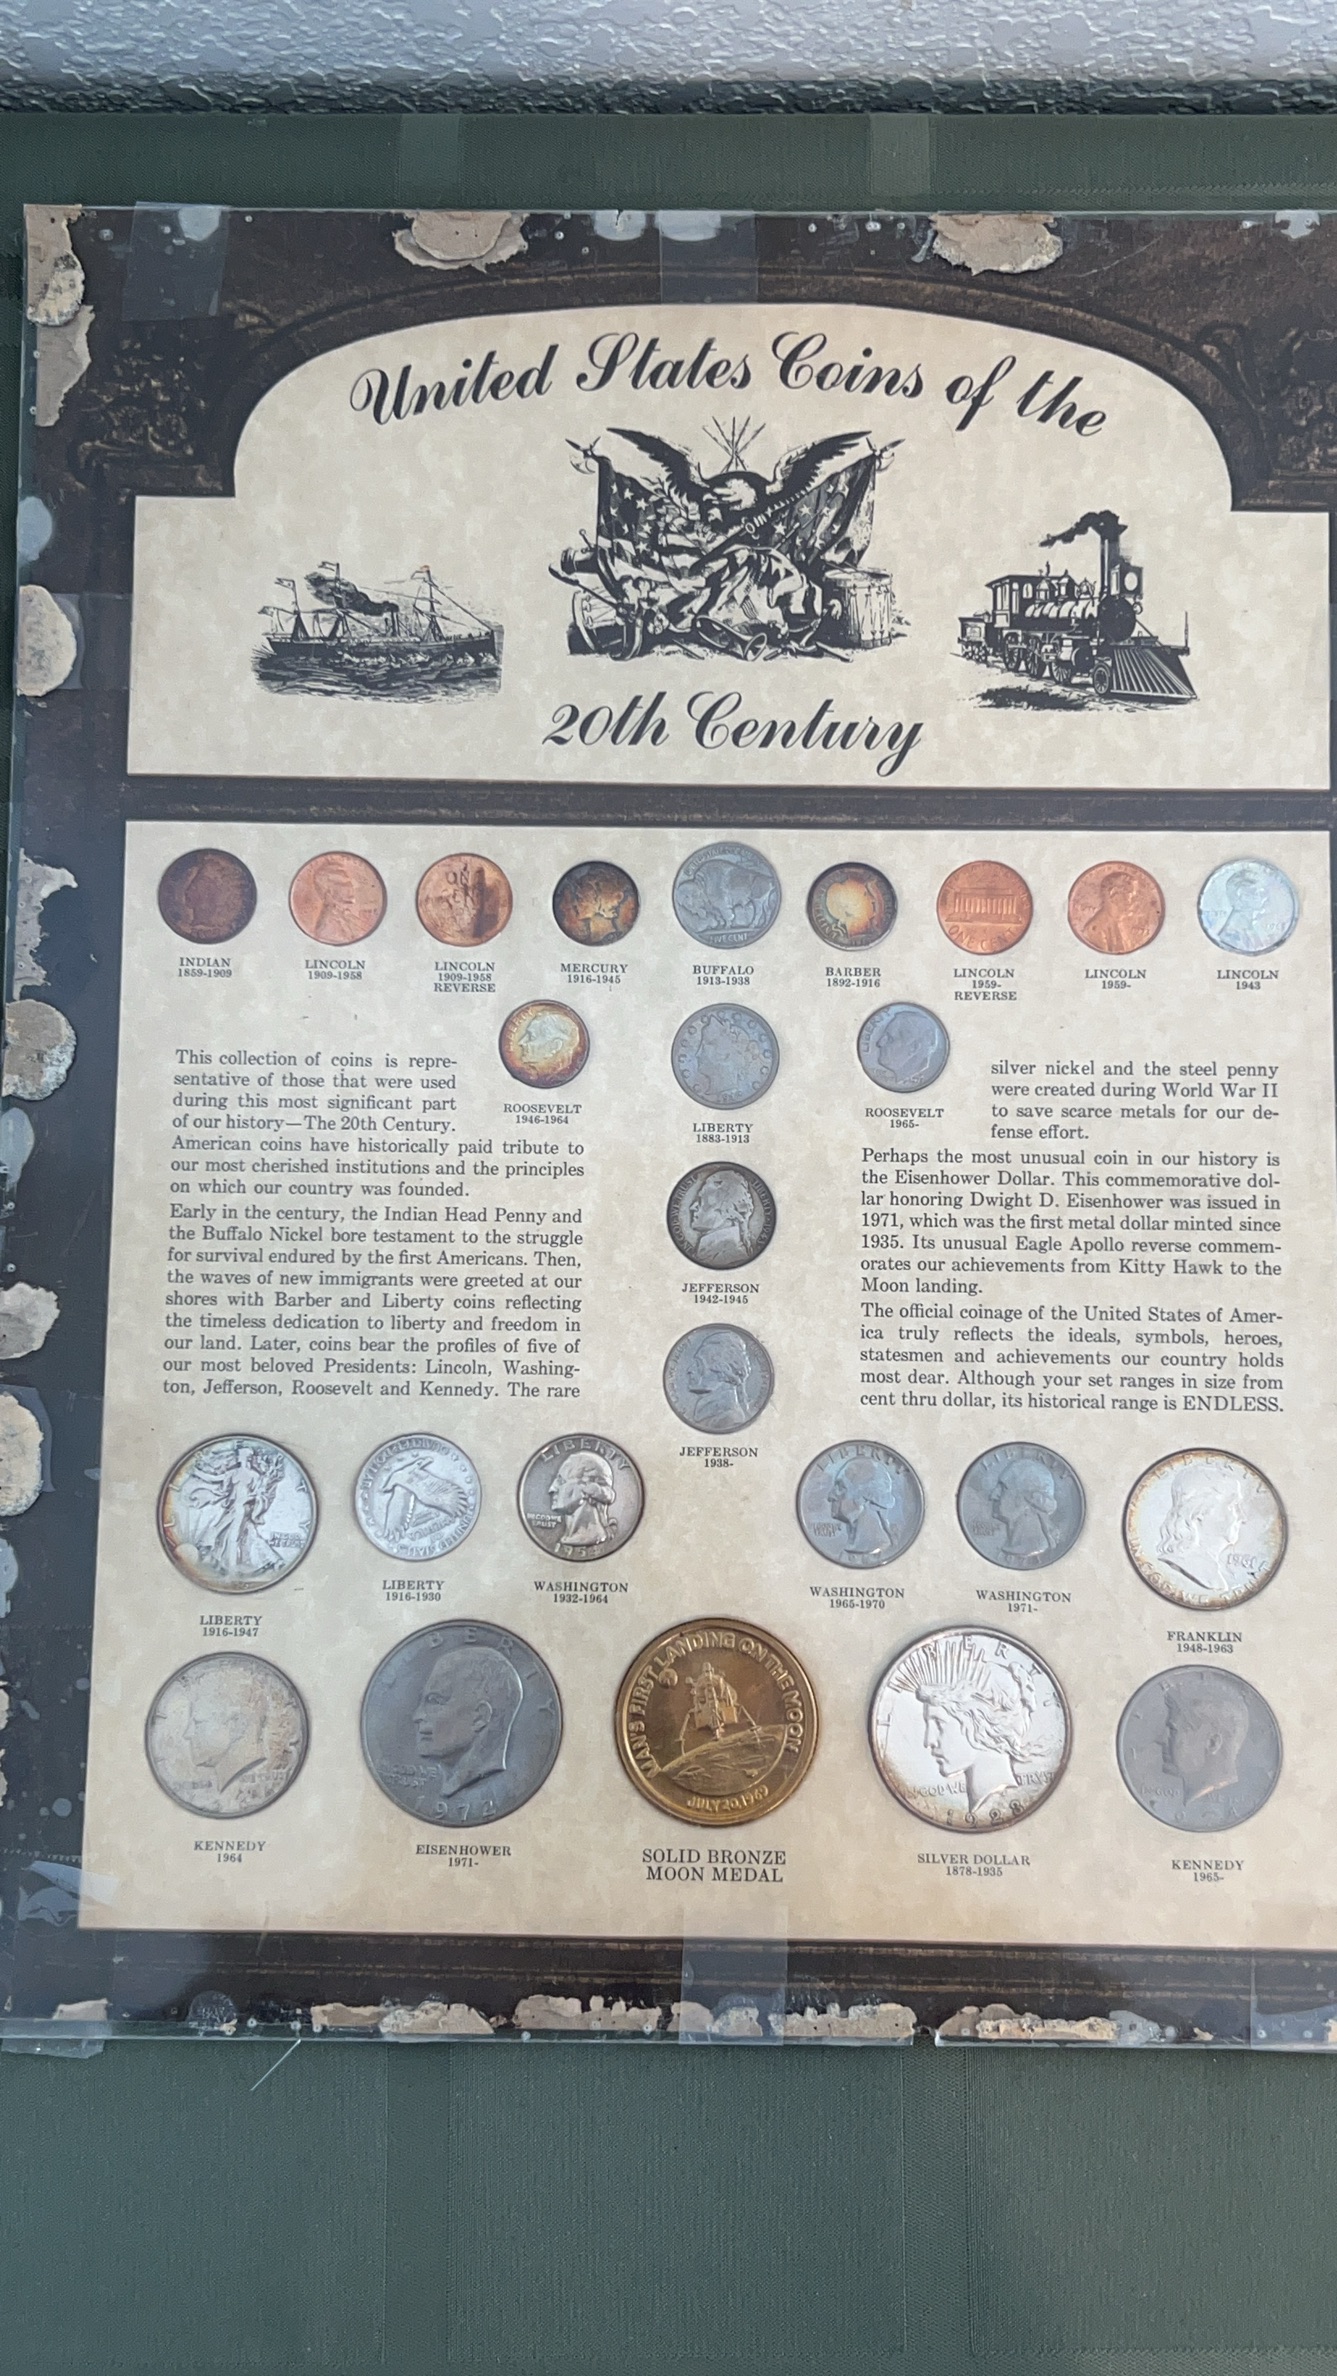 United States Coins of the
20th Century
INDIAN
1859-1909
LINCOLN
1909-1958
LINCOLN
1909-1958
REVERSE
MERCURY
1916-1945
BUFFALO
1913-1938
BARBER
1892-1916
LINCOLN
1959-
REVERSE
LINCOLN
1959-
LINCOLN
1943
ONE CENT
ROOSEVELT
1946-1964
LIBERTY
1883-1913
ROOSEVELT
1965-
JEFFERSON
1942-1945
JEFFERSON
1938-
This collection of coins is repre-
sentative of those that were used
during this most significant part
of our history—The 20th Century.
American coins have historically paid tribute to
our most cherished institutions and the principles
on which our country was founded.
Early in the century, the Indian Head Penny and
the Buffalo Nickel bore testament to the struggle
for survival endured by the first Americans. Then,
the waves of new immigrants were greeted at our
shores with Barber and Liberty coins reflecting
the timeless dedication to liberty and freedom in
our land. Later, coins bear the profiles of five of
our most beloved Presidents: Lincoln, Washing-
ton, Jefferson, Roosevelt and Kennedy. The rare
silver nickel and the steel penny
were created during World War II
to save scarce metals for our de-
fense effort.
Perhaps the most unusual coin in our history is
the Eisenhower Dollar. This commemorative dol-
lar honoring Dwight D. Eisenhower was issued in
1971, which was the first metal dollar minted since
1935. Its unusual Eagle Apollo reverse commem-
orates our achievements from Kitty Hawk to the
Moon landing.
The official coinage of the United States of Amer-
ica truly reflects the ideals, symbols, heroes,
statesmen and achievements our country holds
most dear. Although your set ranges in size from
cent thru dollar, its historical range is ENDLESS.
LIBERTY
LIBERTY
1916-1947
LIBERTY
1916-1930
WASHINGTON
1932-1964
LIBERTY
WASHINGTON
1965-1970
LIBERTY
WASHINGTON
1971-
FRANKLIN
1948-1963
KENNEDY
1964
EISENHOWER
1971-
MAN'S FIRST LANDING ON THE MOON
JULY 20, 1969
SOLID BRONZE
MOON MEDAL
SILVER DOLLAR
1878-1935
KENNEDY
1965-